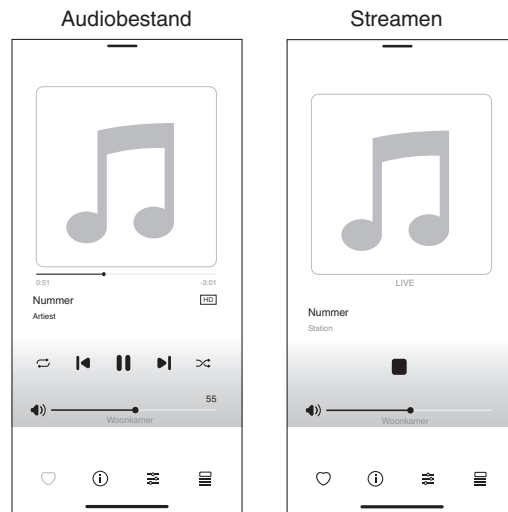 Audiobestand
0:51 -3:01
Nummer HD
Artiest
55
Woonkamer
Streamen
LIVE
Nummer
Station
Woonkamer